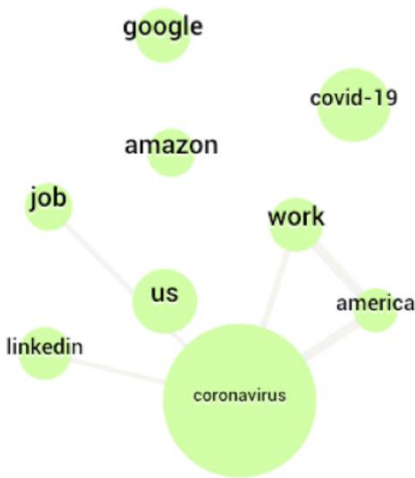 google
covid-19
amazon
job
work
us
america
linkedin
coronavirus